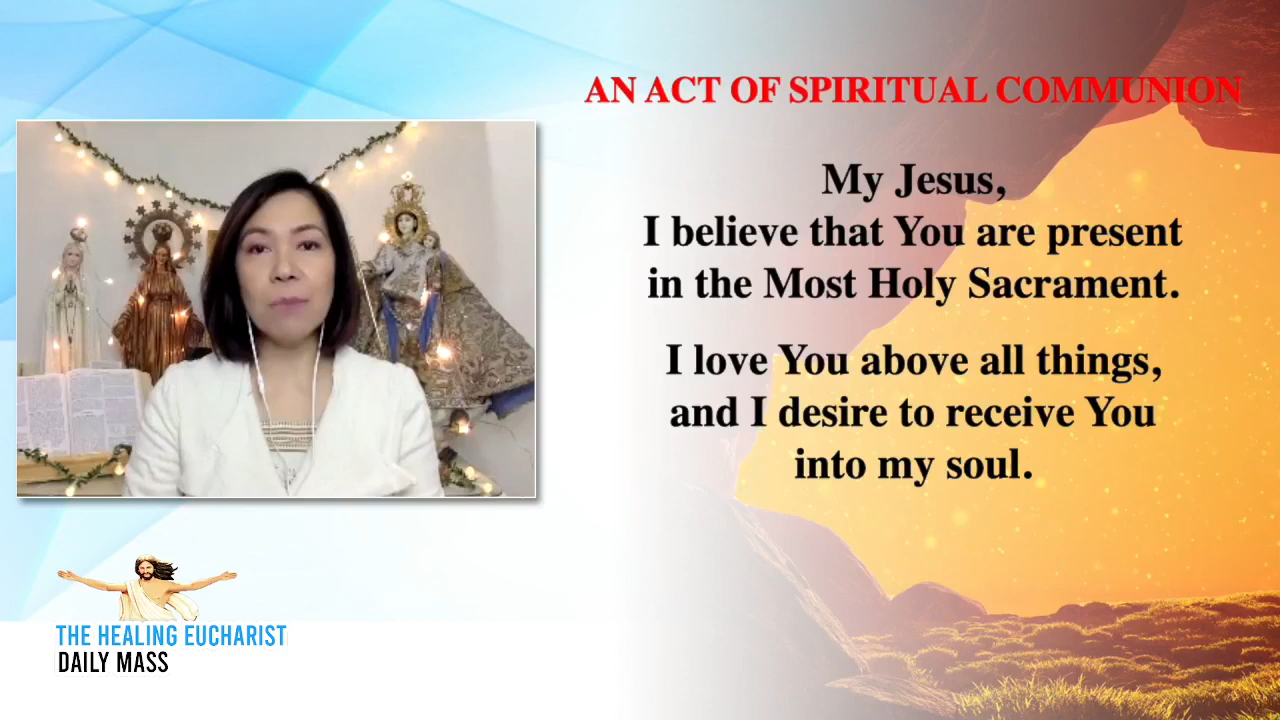 AN ACT OF SPIRITUAL COMMUNION
My Jesus,
I believe that You are present
in the Most Holy Sacrament.
I love You above all things,
and I desire to receive You
into my soul.
THE HEALING EUCHARIST
DAILY MASS